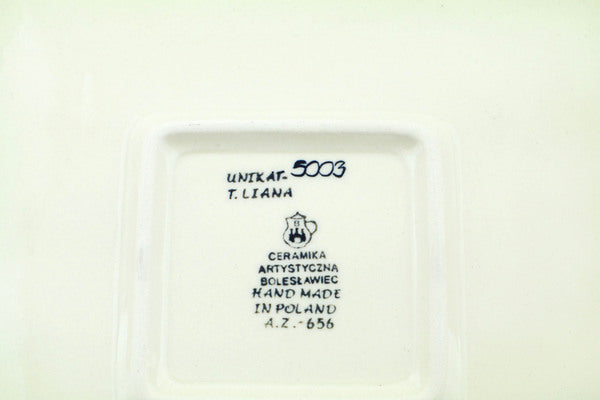 UNIKAT-5003
T. LIANA
CERAMIKA
ARTYSTYCZNA
BOLESŁAWIEC
HAND MADE
IN POLAND
A.Z.-656